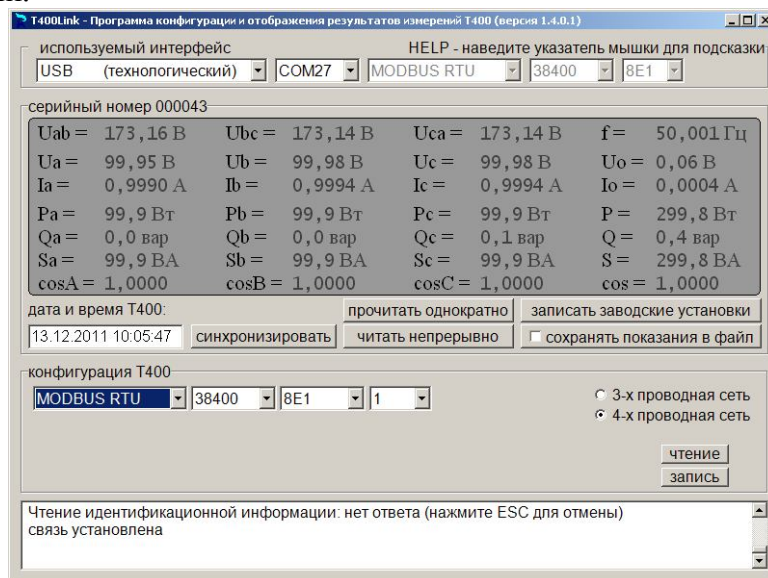 T400Link - Программа конфигурации и отображения результатов измерений T400 (версия 1.4.0.1)
используемый интерфейс HELP - наведите указатель мышки для подсказки
USB (технологический) COM27 MODBUS RTU 38400 8E1
серийный номер 000043
Uab = 173,16 В Ubc = 173,14 В Uca = 173,14 В f = 50,001 Гц
Ua = 99,95 В Ub = 99,98 В Uc = 99,98 В Uo = 0,06 В
Ia = 0,9990 А Ib = 0,9994 А Ic = 0,9994 А Io = 0,0004 А
Pa = 99,9 Вт Pb = 99,9 Вт Pc = 99,9 Вт P = 299,8 Вт
Qa = 0,0 вар Qb = 0,0 вар Qc = 0,1 вар Q = 0,4 вар
Sa = 99,9 ВА Sb = 99,9 ВА Sc = 99,9 ВА S = 299,8 ВА
cosA = 1,0000 cosB = 1,0000 cosC = 1,0000 cos = 1,0000
дата и время T400: прочитать однократно записать заводские установки
13.12.2011 10:05:47 синхронизировать читать непрерывно сохранять показания в файл
конфигурация T400
MODBUS RTU 38400 8E1 1 3-х проводная сеть
4-х проводная сеть
чтение
запись
Чтение идентификационной информации: нет ответа (нажмите ESC для отмены)
связь установлена